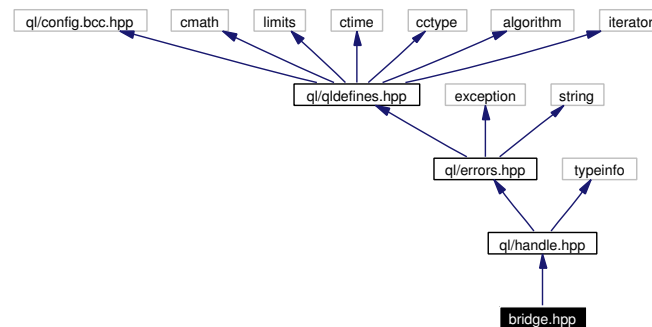 ql/config.bcc.hpp cmath limits ctime cctype algorithm iterator
ql/qldefines.hpp exception string
ql/errors.hpp typeinfo
ql/handle.hpp
bridge.hpp